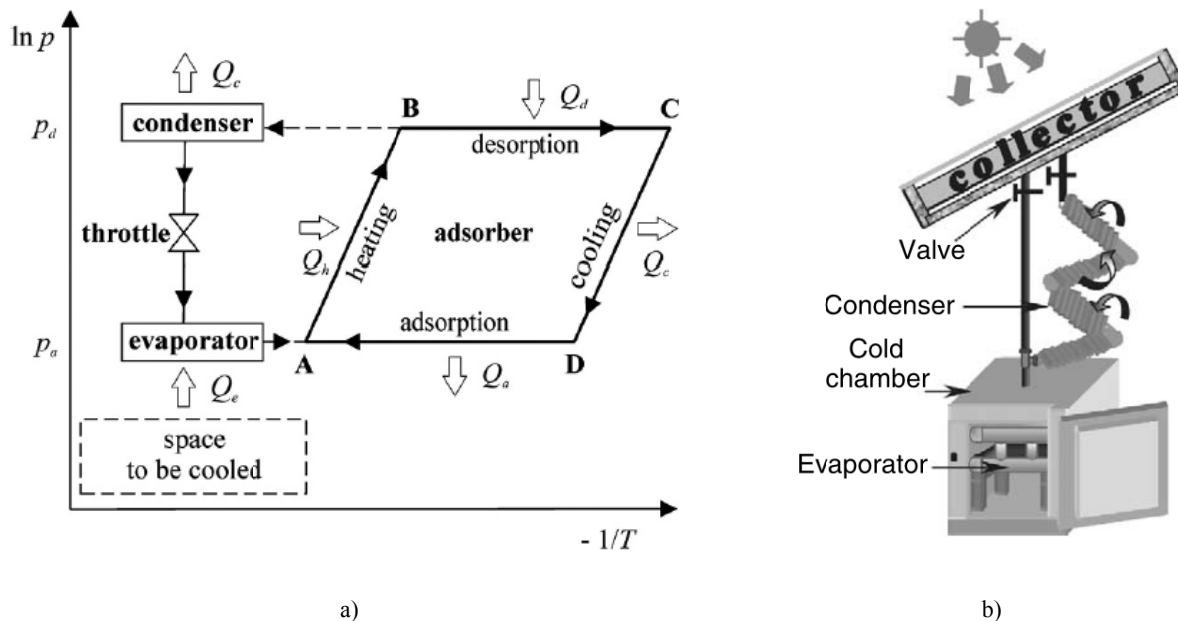 ln p
Q_c
B
Q_d
C
p_d
condenser
desorption
throttle
Q_h
heating
adsorber
cooling
Q_c
p_a
evaporator
adsorption
A
D
Q_e
Q_a
space
to be cooled
- 1/T
a)
collector
Valve
Condenser
Cold
chamber
Evaporator
b)